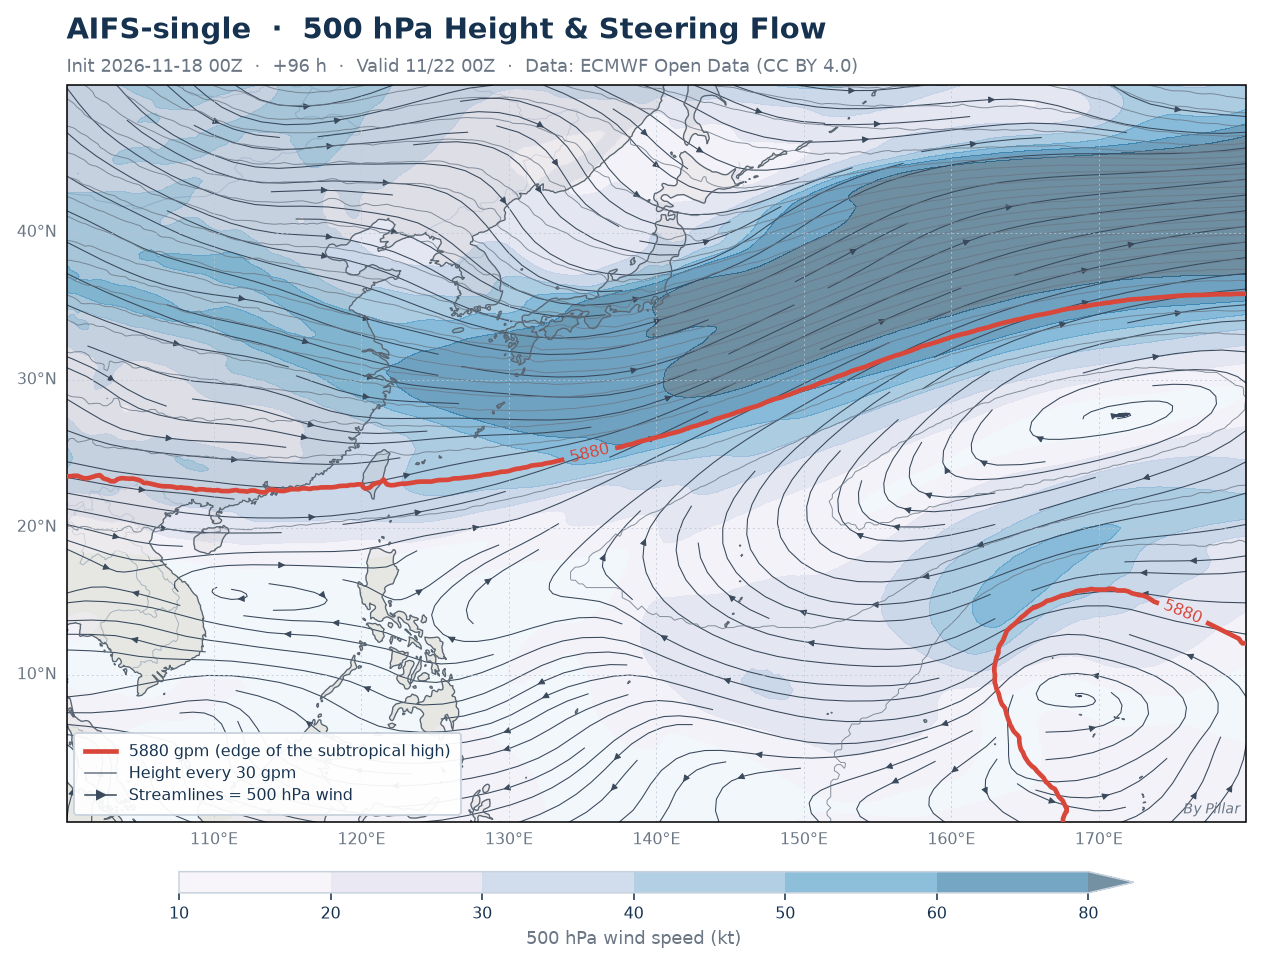 AIFS-single · 500 hPa Height & Steering Flow
Init 2026-11-18 00Z · +96 h · Valid 11/22 00Z · Data: ECMWF Open Data (CC BY 4.0)
40°N
30°N
20°N
10°N
5880
5880
5880 gpm (edge of the subtropical high)
Height every 30 gpm
Streamlines = 500 hPa wind
By Pillar
110°E 120°E 130°E 140°E 150°E 160°E 170°E
10 20 30 40 50 60 80
500 hPa wind speed (kt)